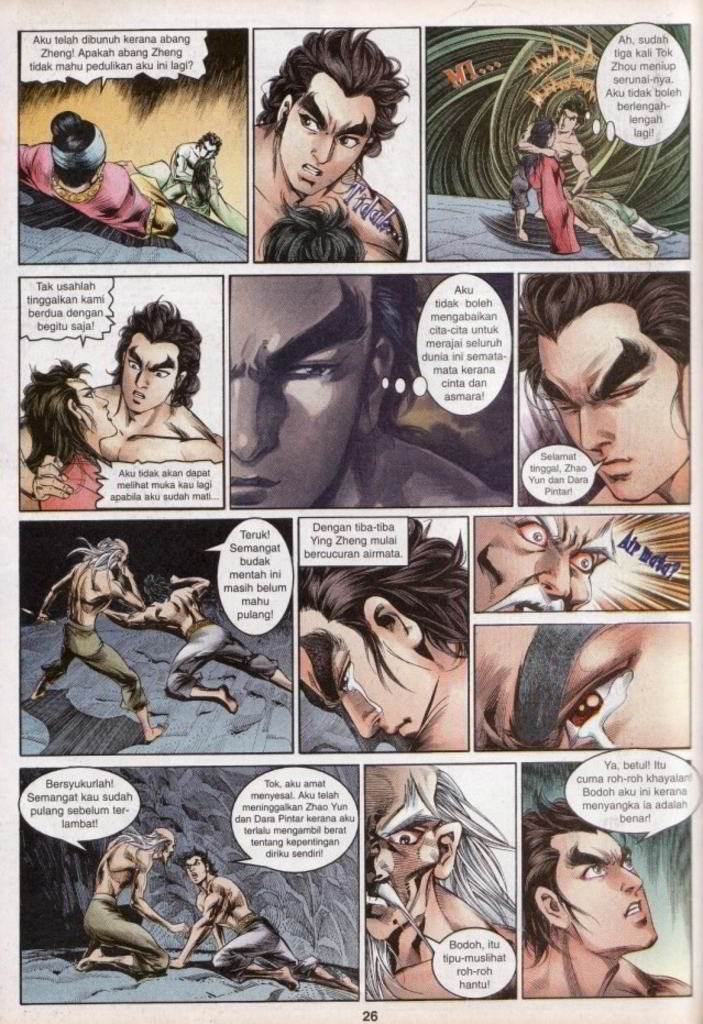 Aku telah dibunuh kerana abang
Zheng! Apakah abang Zheng
tidak mahu pedulikan aku ini lagi?
Tidak...
MI...
Ah, sudah
tiga kali Tok
Zhou meniup
serunai-nya.
Aku tidak boleh
berlengah-
lengah
lagi!
Tak usahlah
tinggalkan kami
berdua dengan
begitu saja!
Aku tidak akan dapat
melihat muka kau lagi
apabila aku sudah mati...
Aku
tidak boleh
mengabaikan
cita-cita untuk
merajai seluruh
dunia ini semata-
mata kerana
cinta dan
asmara!
Selamat
tinggal, Zhao
Yun dan Dara
Pintar!
Teruk!
Semangat
budak
mentah ini
masih belum
mahu
pulang!
Dengan tiba-tiba
Ying Zheng mulai
bercucuran airmata.
Air mata?
Bersyukurlah!
Semangat kau sudah
pulang sebelum ter-
lambat!
Tok, aku amat
menyesal. Aku telah
meninggalkan Zhao Yun
dan Dara Pintar kerana aku
terlalu mengambil berat
tentang kepentingan
diriku sendiri!
Bodoh, itu
tipu-muslihat
roh-roh
hantu!
Ya, betul! Itu
cuma roh-roh khayalan!
Bodoh aku ini kerana
menyangka ia adalah
benar!
26